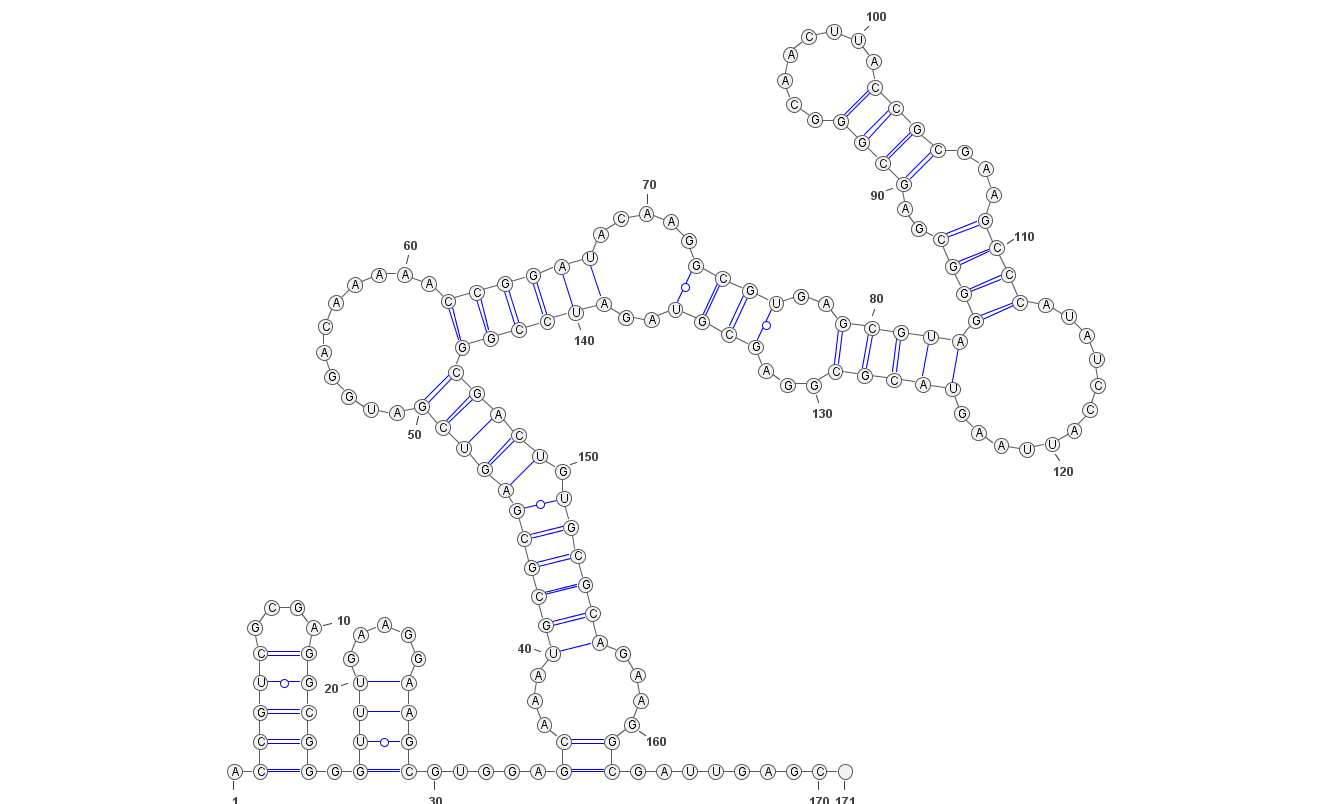 A C C G U C G C G A
G G C G G G G U U U
G A A G G A A G C G
U G G A G C A A A U
G C G C G A G U C G
A U G G A C A A A A
A C C G G A U A C A
A G G C G U G A G C
G U A G G G C G A G
C G G G C A A C U U
A C C G C G A A G C
C C A U A U C C A U
U A A G U A C G C G
G A G C G U A G A U
C C G G C G A C U G
U G C G C A G A A G
G C G A U U G A G C
1
10
20
30
40
50
60
70
80
90
100
110
120
130
140
150
160
170
171